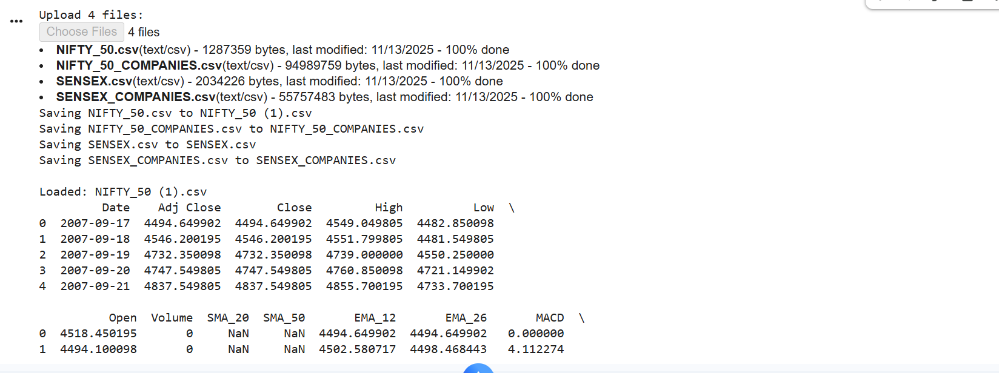 Upload 4 files:
Choose Files 4 files
• NIFTY_50.csv(text/csv) - 1287359 bytes, last modified: 11/13/2025 - 100% done
• NIFTY_50_COMPANIES.csv(text/csv) - 94989759 bytes, last modified: 11/13/2025 - 100% done
• SENSEX.csv(text/csv) - 2034226 bytes, last modified: 11/13/2025 - 100% done
• SENSEX_COMPANIES.csv(text/csv) - 55757483 bytes, last modified: 11/13/2025 - 100% done
Saving NIFTY_50.csv to NIFTY_50 (1).csv
Saving NIFTY_50_COMPANIES.csv to NIFTY_50_COMPANIES.csv
Saving SENSEX.csv to SENSEX.csv
Saving SENSEX_COMPANIES.csv to SENSEX_COMPANIES.csv
Loaded: NIFTY_50 (1).csv
Date Adj Close Close High Low \
0 2007-09-17 4494.649902 4494.649902 4549.049805 4482.850098
1 2007-09-18 4546.200195 4546.200195 4551.799805 4481.549805
2 2007-09-19 4732.350098 4732.350098 4739.000000 4550.250000
3 2007-09-20 4747.549805 4747.549805 4760.850098 4721.149902
4 2007-09-21 4837.549805 4837.549805 4855.700195 4733.700195
Open Volume SMA_20 SMA_50 EMA_12 EMA_26 MACD \
0 4518.450195 0 NaN NaN 4494.649902 4494.649902 0.000000
1 4494.100098 0 NaN NaN 4502.580717 4498.468443 4.112274